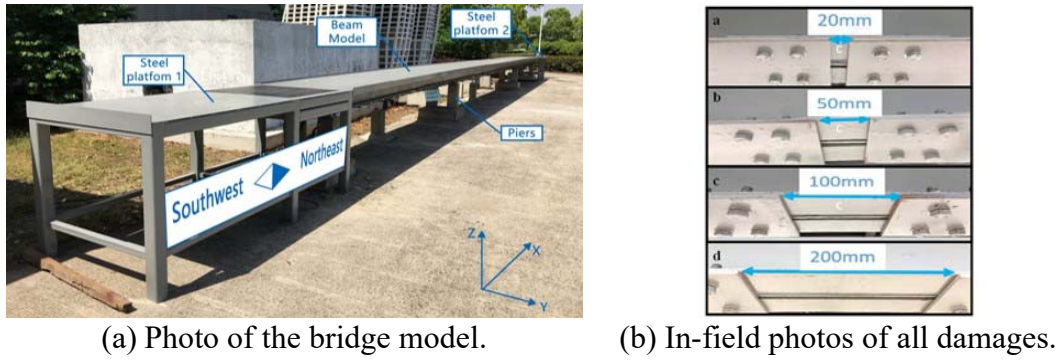 Steel
platfom 1
Beam
Model
Steel
platfom 2
Piers
Southwest
Northeast
Z
X
Y
a
20mm
C
b
50mm
C
c
100mm
C
d
200mm
(a) Photo of the bridge model.
(b) In-field photos of all damages.